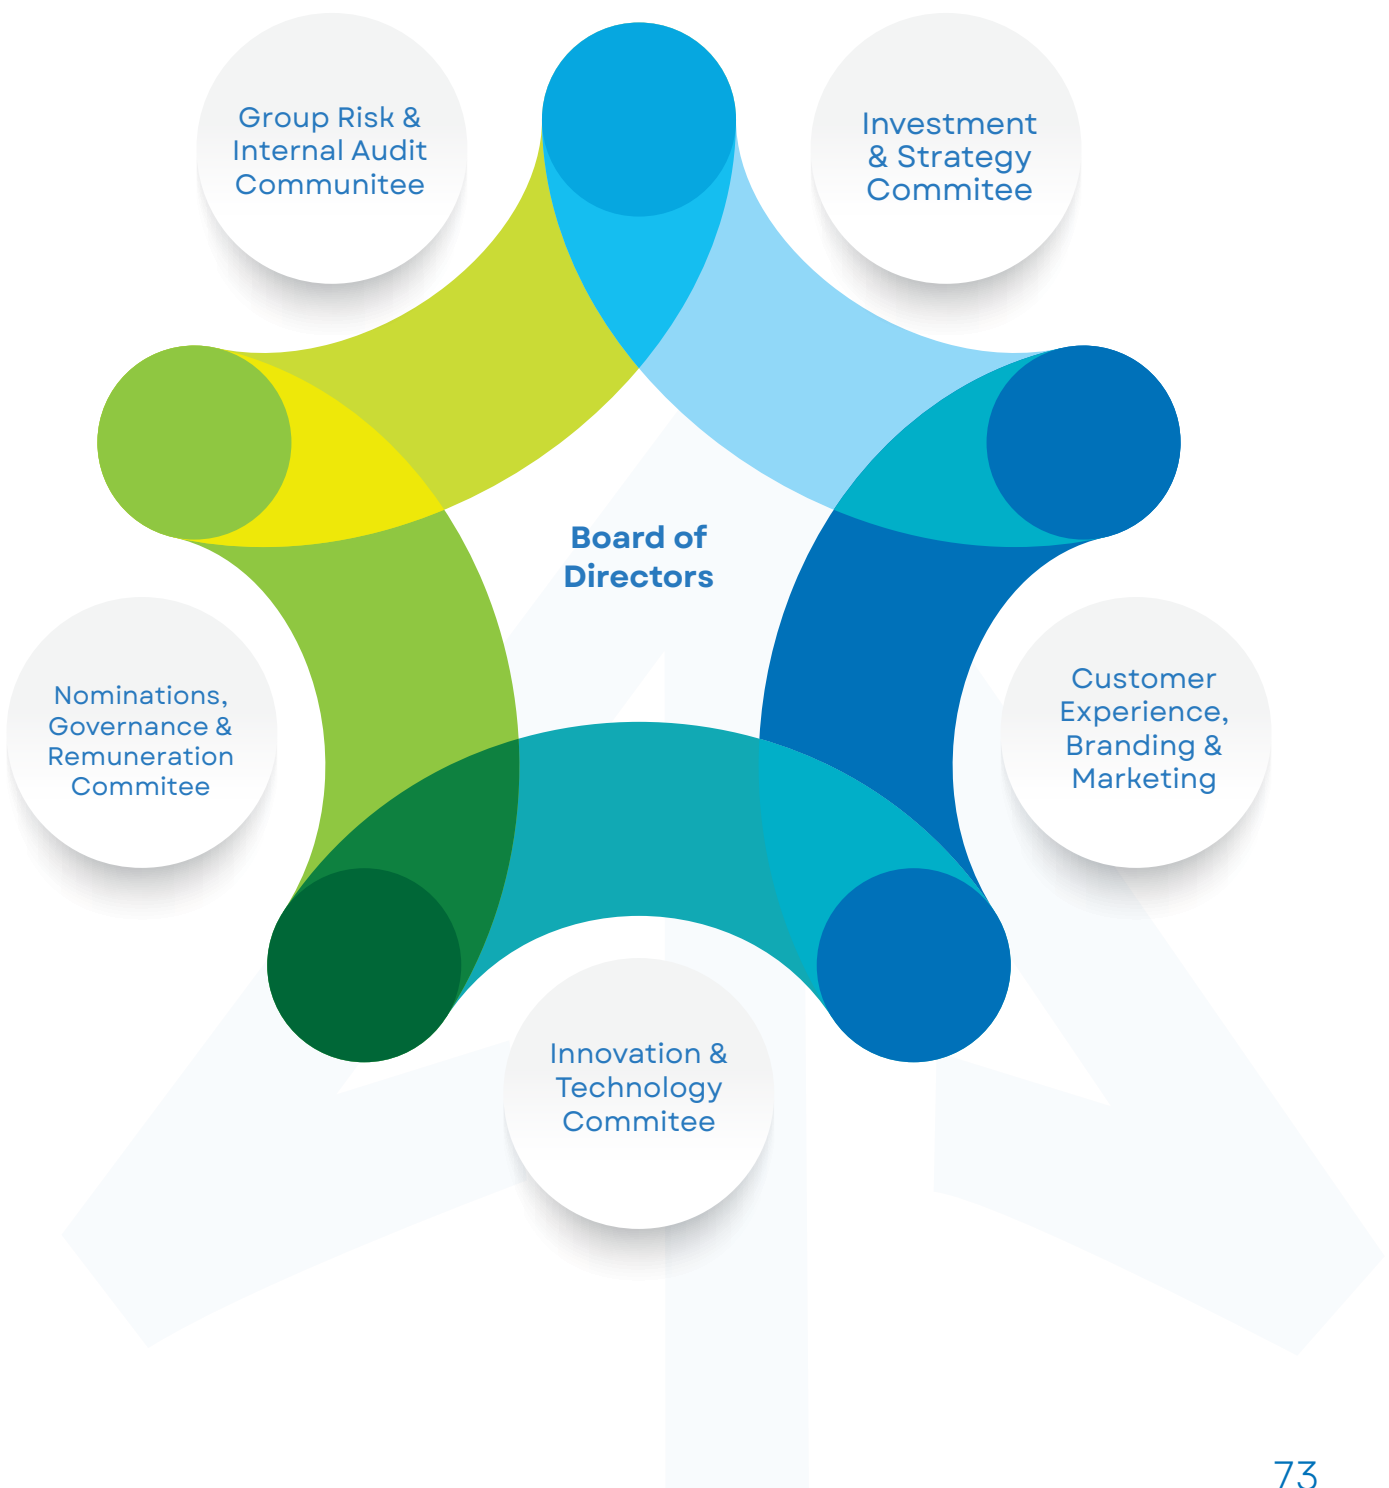 Group Risk &
Internal Audit
Communitee
Investment
& Strategy
Commitee
Board of
Directors
Nominations,
Governance &
Remuneration
Commitee
Customer
Experience,
Branding &
Marketing
Innovation &
Technology
Commitee
73